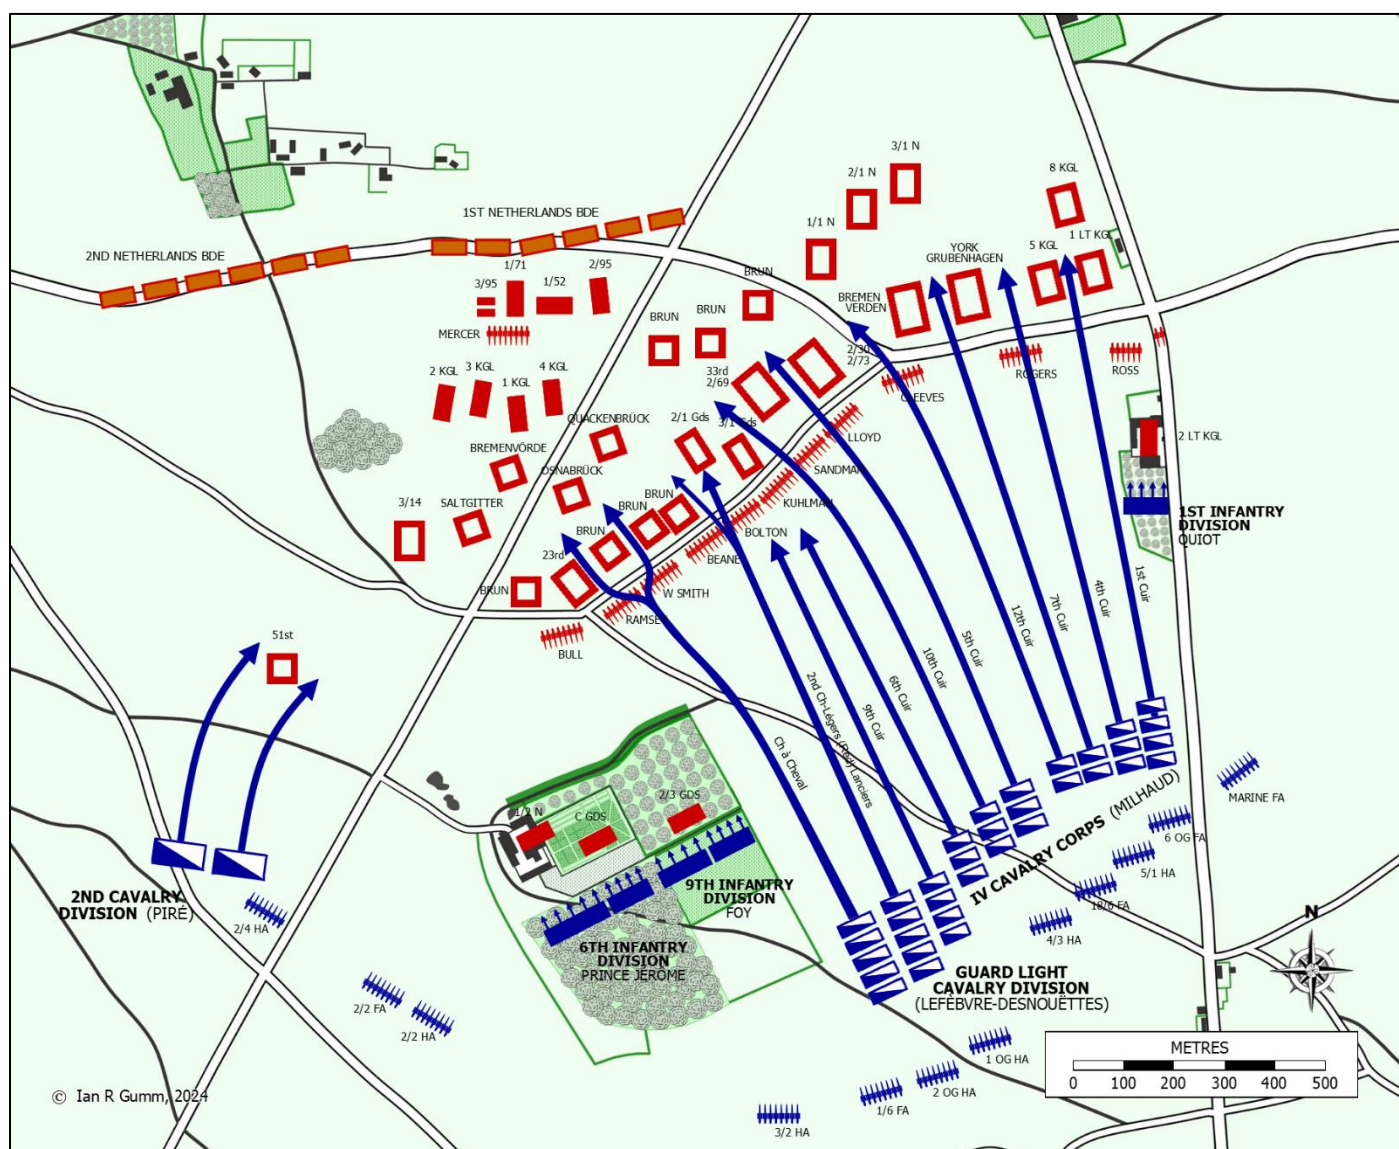 3/1 N
2/1 N
8 KGL
1ST NETHERLANDS BDE
1/1 N
1 LT KGL
2ND NETHERLANDS BDE
YORK
GRUBENHAGEN
5 KGL
1/71
2/95
3/95
1/52
BRUN
BREMEN
VERDEN
MERCER
BRUN
BRUN
2/30
2/73
ROGERS
ROSS
33rd
2/69
CLEEVES
2 KGL
3 KGL
1 KGL
4 KGL
QUACKENBRÜCK
2/1 Gds
3/1 Gds
LLOYD
2 LT KGL
BREMENVÖRDE
OSNABRÜCK
SANDMAN
3/14
SALTGITTER
BRUN
BRUN
KUHLMAN
BRUN
BOLTON
1ST INFANTRY
DIVISION
QUIOT
23rd
BEANE
BRUN
W SMITH
RAMSEY
BULL
51st
1st Cuir
4th Cuir
7th Cuir
12th Cuir
5th Cuir
10th Cuir
6th Cuir
9th Cuir
2nd Ch-Légers (Red) Lanciers
Ch à Cheval
1/2 N
C GDS
2/3 GDS
MARINE FA
6 OG FA
5/1 HA
18/6 FA
4/3 HA
IV CAVALRY CORPS (MILHAUD)
2ND CAVALRY
DIVISION (PIRÉ)
2/4 HA
9TH INFANTRY
DIVISION
FOY
6TH INFANTRY
DIVISION
PRINCE JÉRÔME
GUARD LIGHT
CAVALRY DIVISION
(LEFÈBVRE-DESNOUËTTES)
N
2/2 FA
2/2 HA
1 OG HA
2 OG HA
1/6 FA
3/2 HA
METRES
0 100 200 300 400 500
© Ian R Gumm, 2024